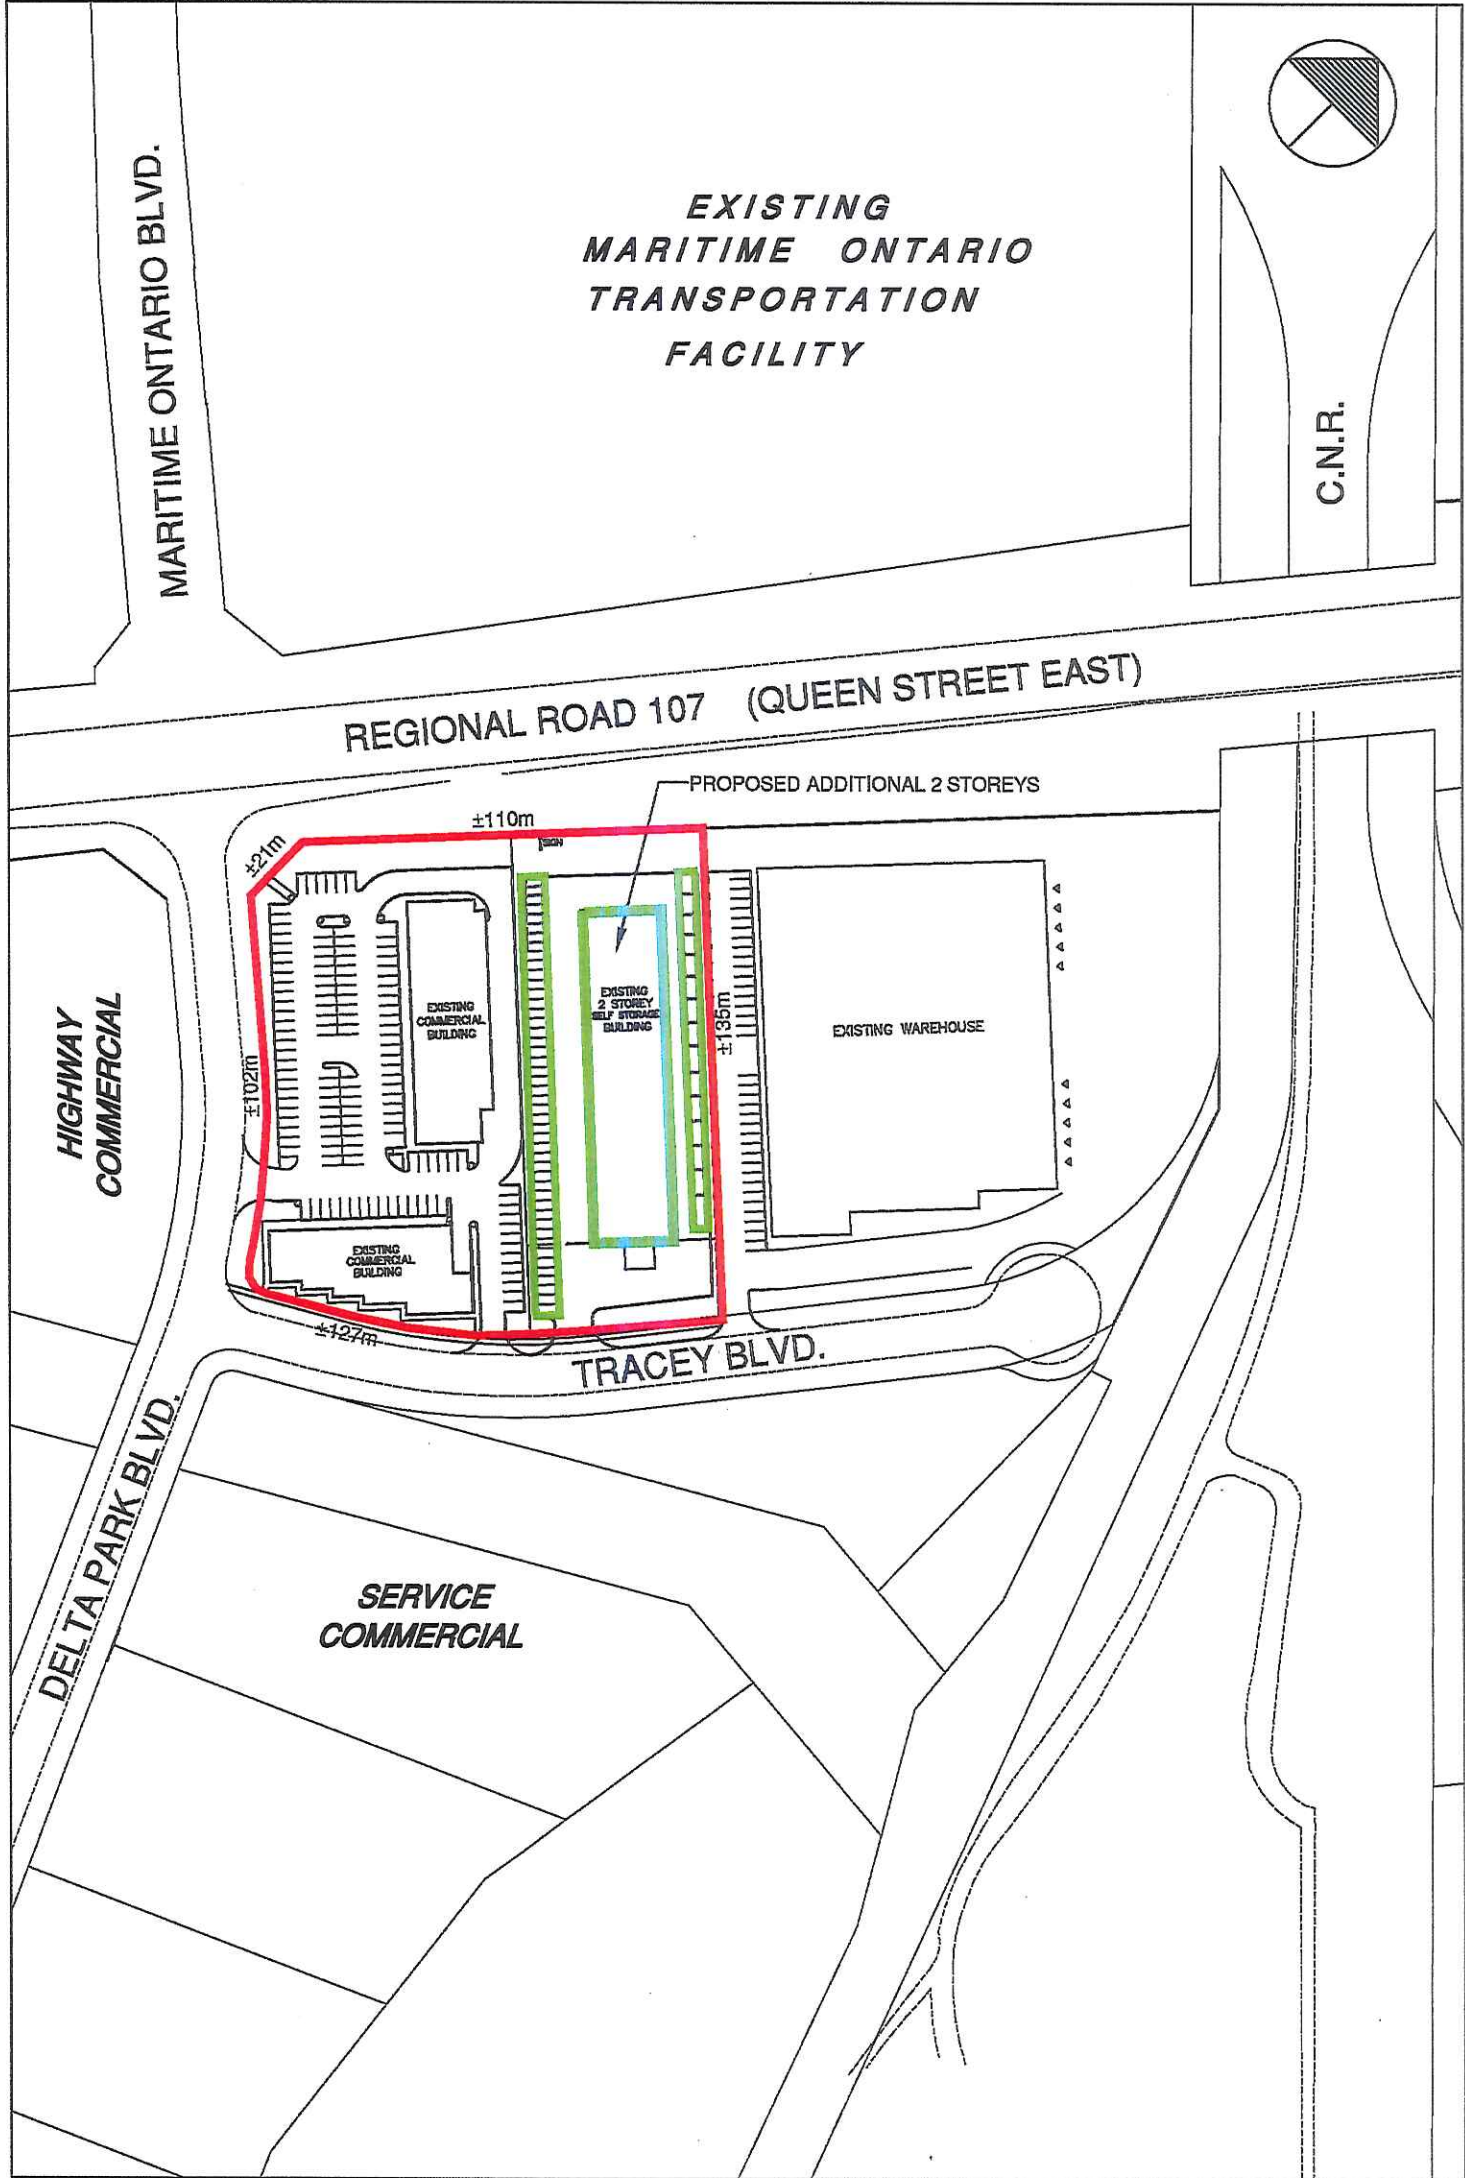 MARITIME ONTARIO BLVD.
EXISTING
MARITIME ONTARIO
TRANSPORTATION
FACILITY
C.N.R.
REGIONAL ROAD 107 (QUEEN STREET EAST)
PROPOSED ADDITIONAL 2 STOREYS
±110m
±21m
SIGN
HIGHWAY
COMMERCIAL
±102m
EXISTING
COMMERCIAL
BUILDING
EXISTING
2 STOREY
SELF STORAGE
BUILDING
±135m
EXISTING WAREHOUSE
EXISTING
COMMERCIAL
BUILDING
±127m
TRACEY BLVD.
DELTA PARK BLVD.
SERVICE
COMMERCIAL